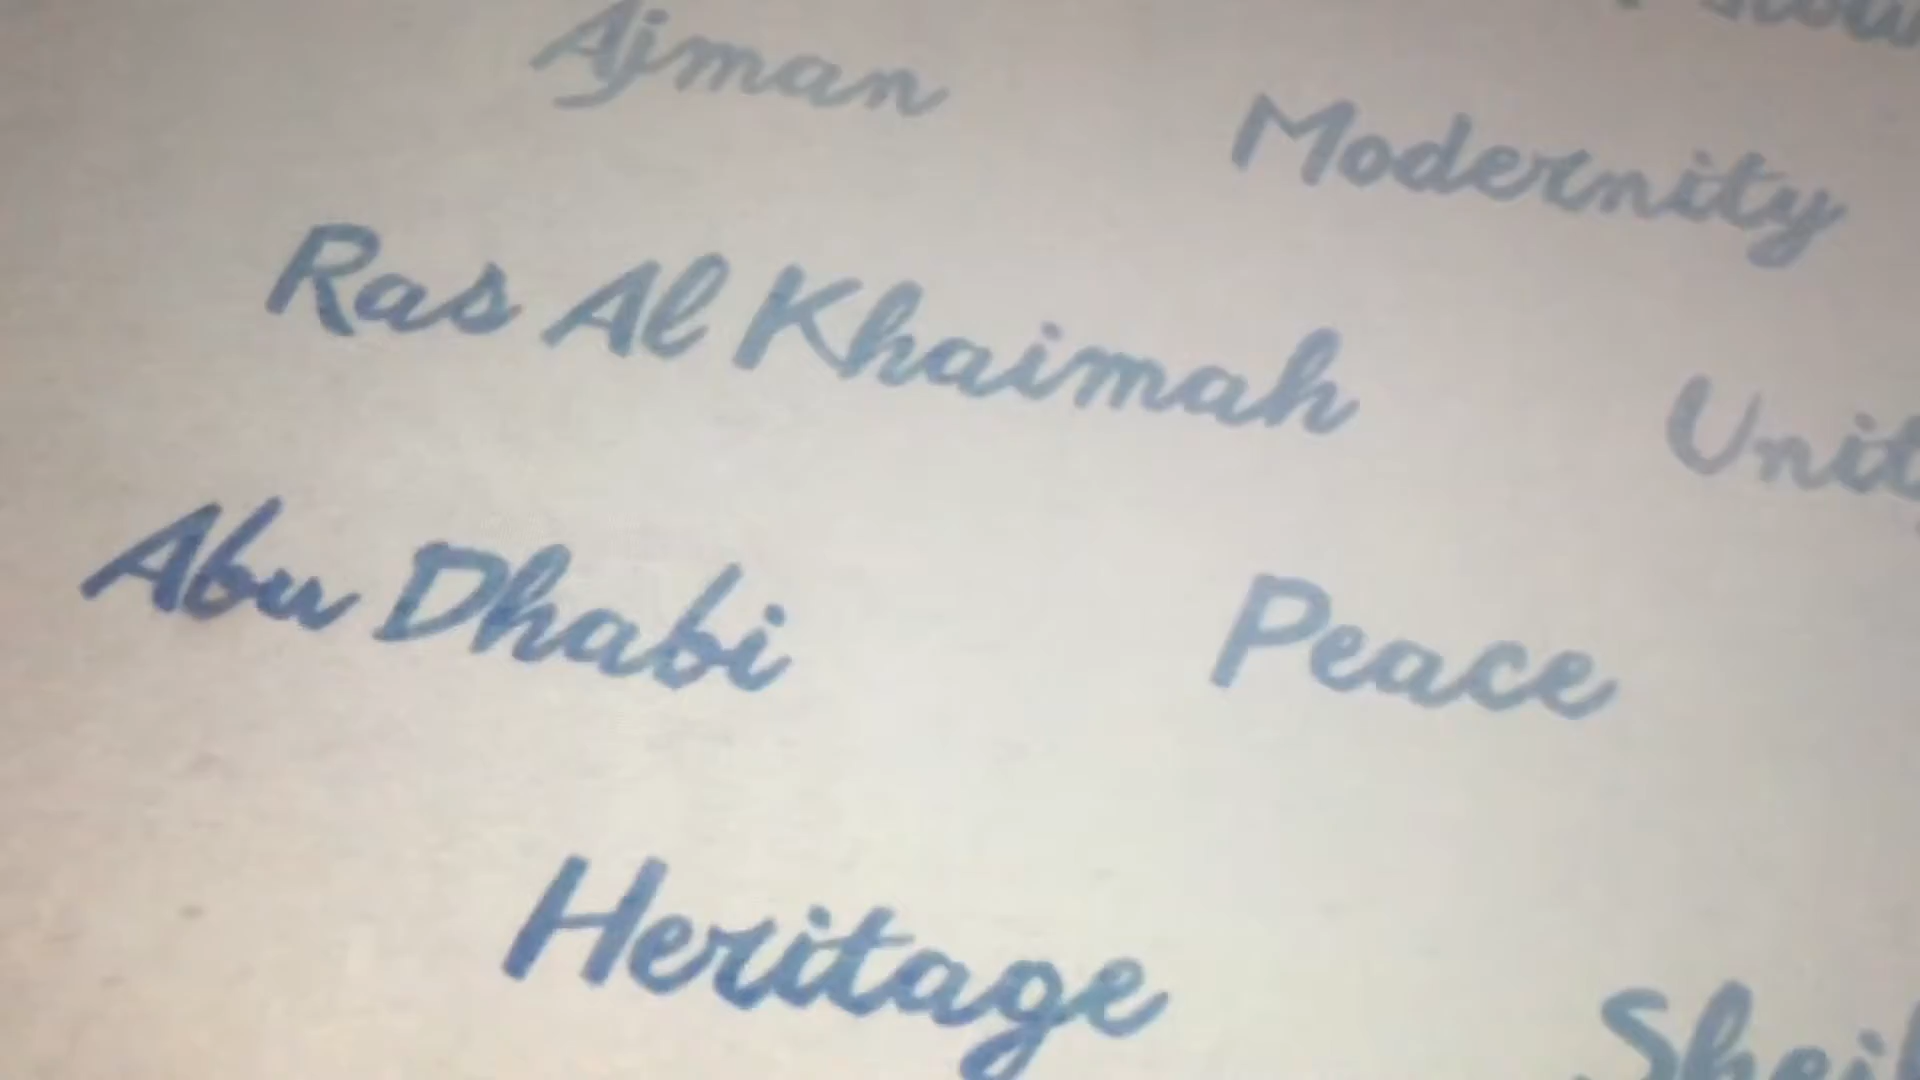 Ajman
Modernity
Ras Al Khaimah
Abu Dhabi
Peace
Heritage